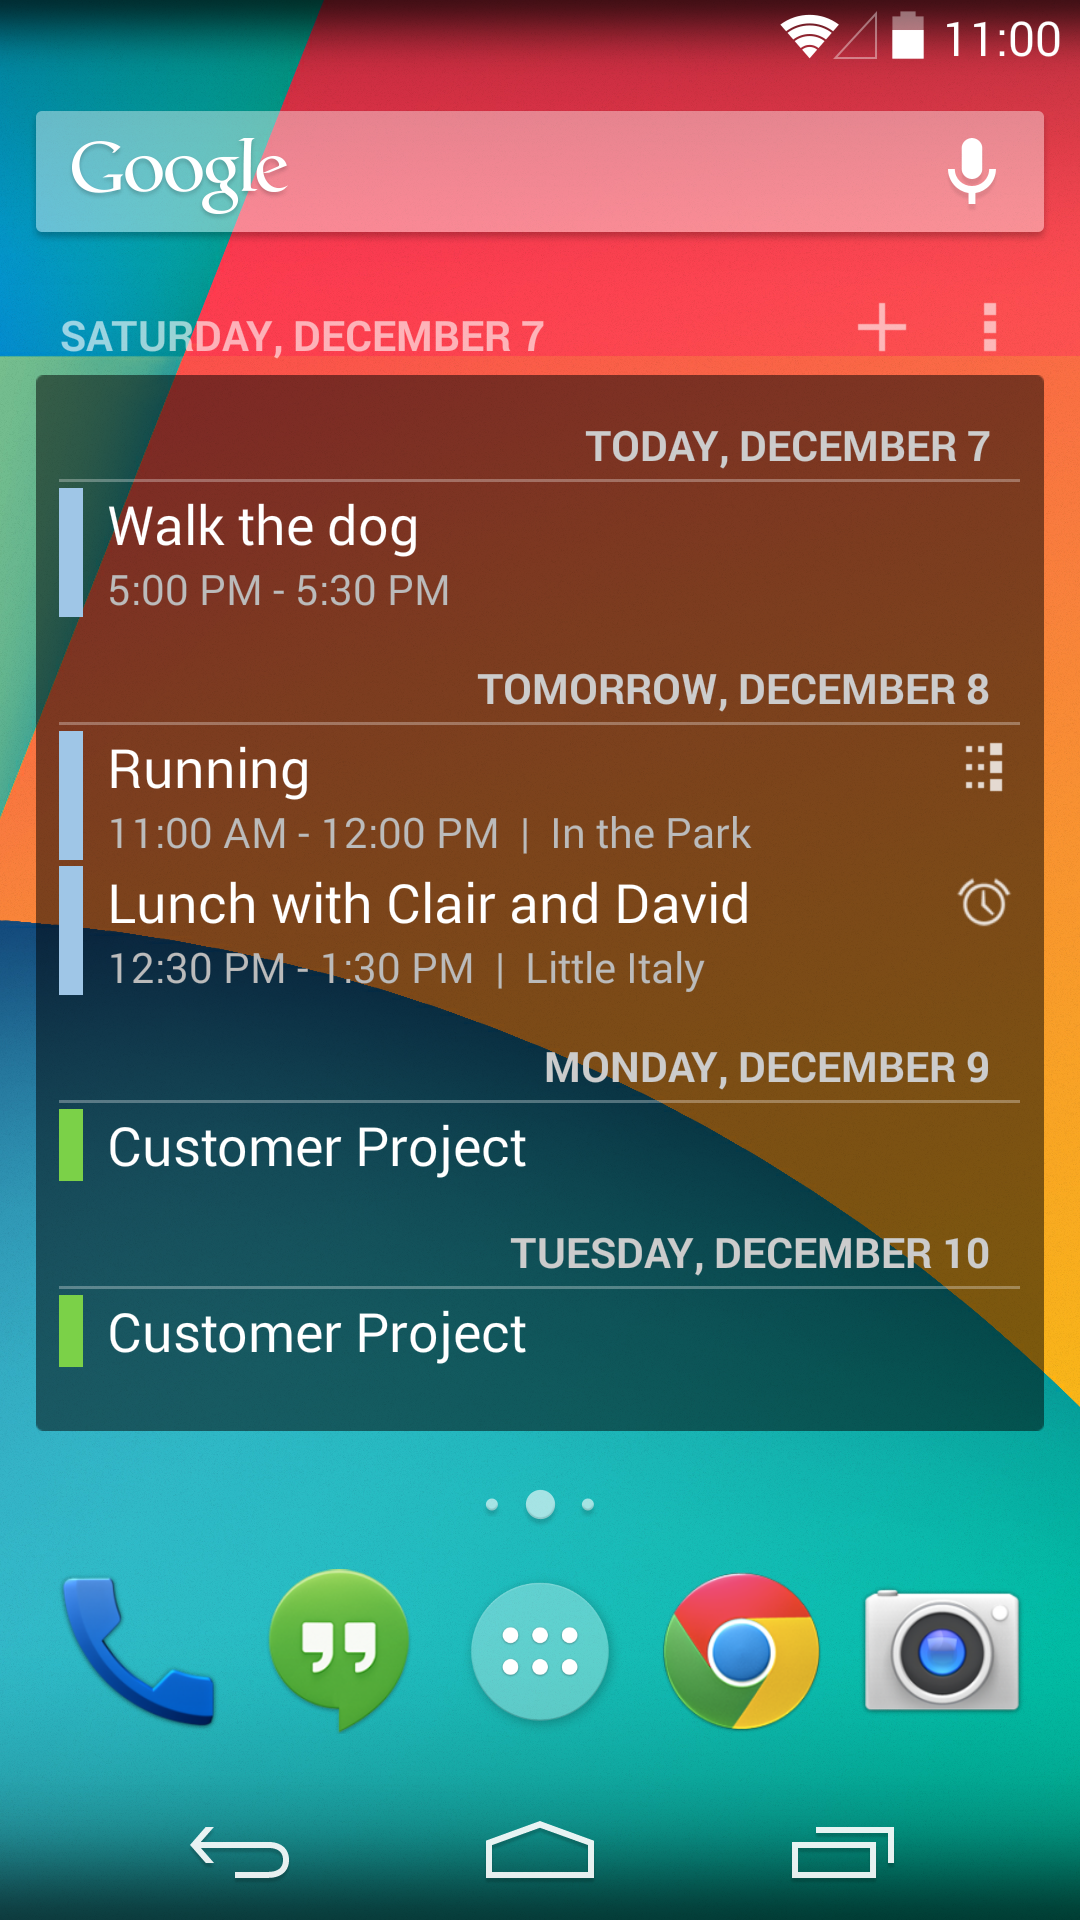 11:00
Google
SATURDAY, DECEMBER 7
TODAY, DECEMBER 7
Walk the dog
5:00 PM - 5:30 PM
TOMORROW, DECEMBER 8
Running
11:00 AM - 12:00 PM | In the Park
Lunch with Clair and David
12:30 PM - 1:30 PM | Little Italy
MONDAY, DECEMBER 9
Customer Project
TUESDAY, DECEMBER 10
Customer Project